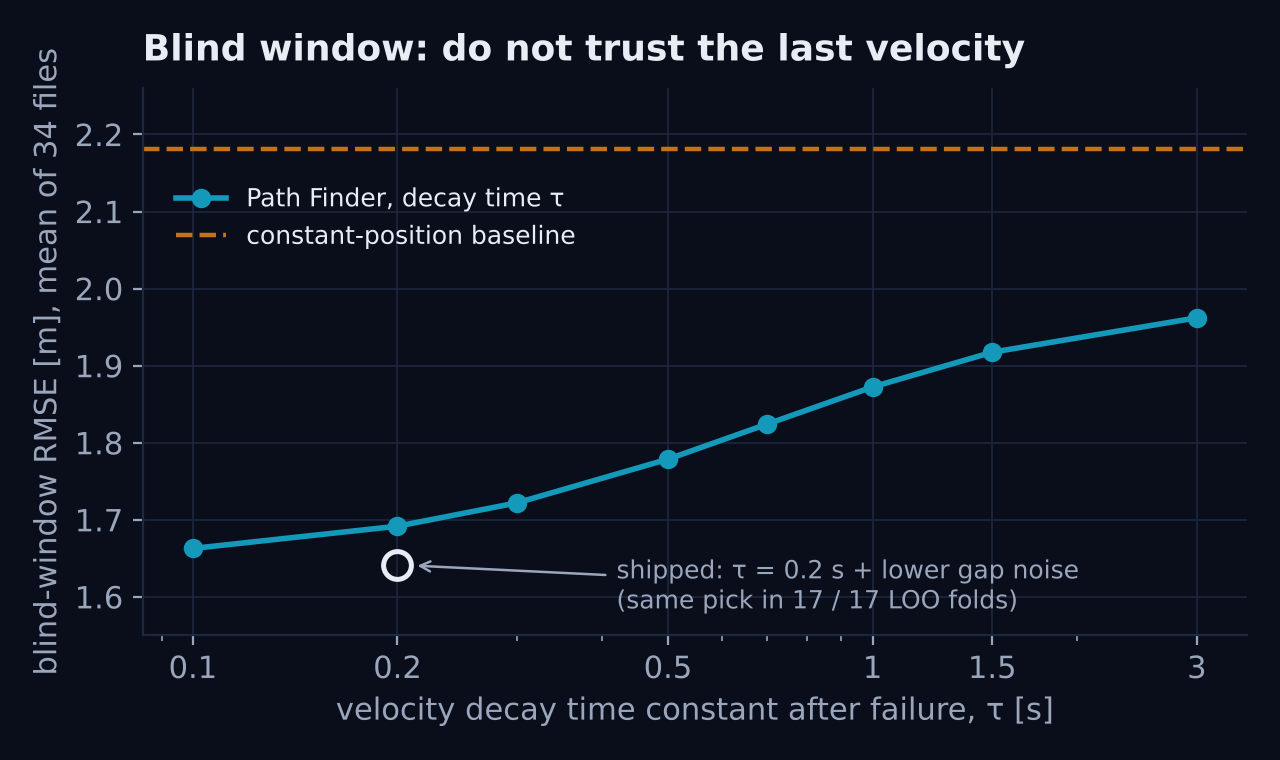 Blind window: do not trust the last velocity
blind-window RMSE [m], mean of 34 files
2.2
2.1
2.0
1.9
1.8
1.7
1.6
Path Finder, decay time τ
constant-position baseline
shipped: τ = 0.2 s + lower gap noise
(same pick in 17 / 17 LOO folds)
0.1 0.2 0.5 1 1.5 3
velocity decay time constant after failure, τ [s]